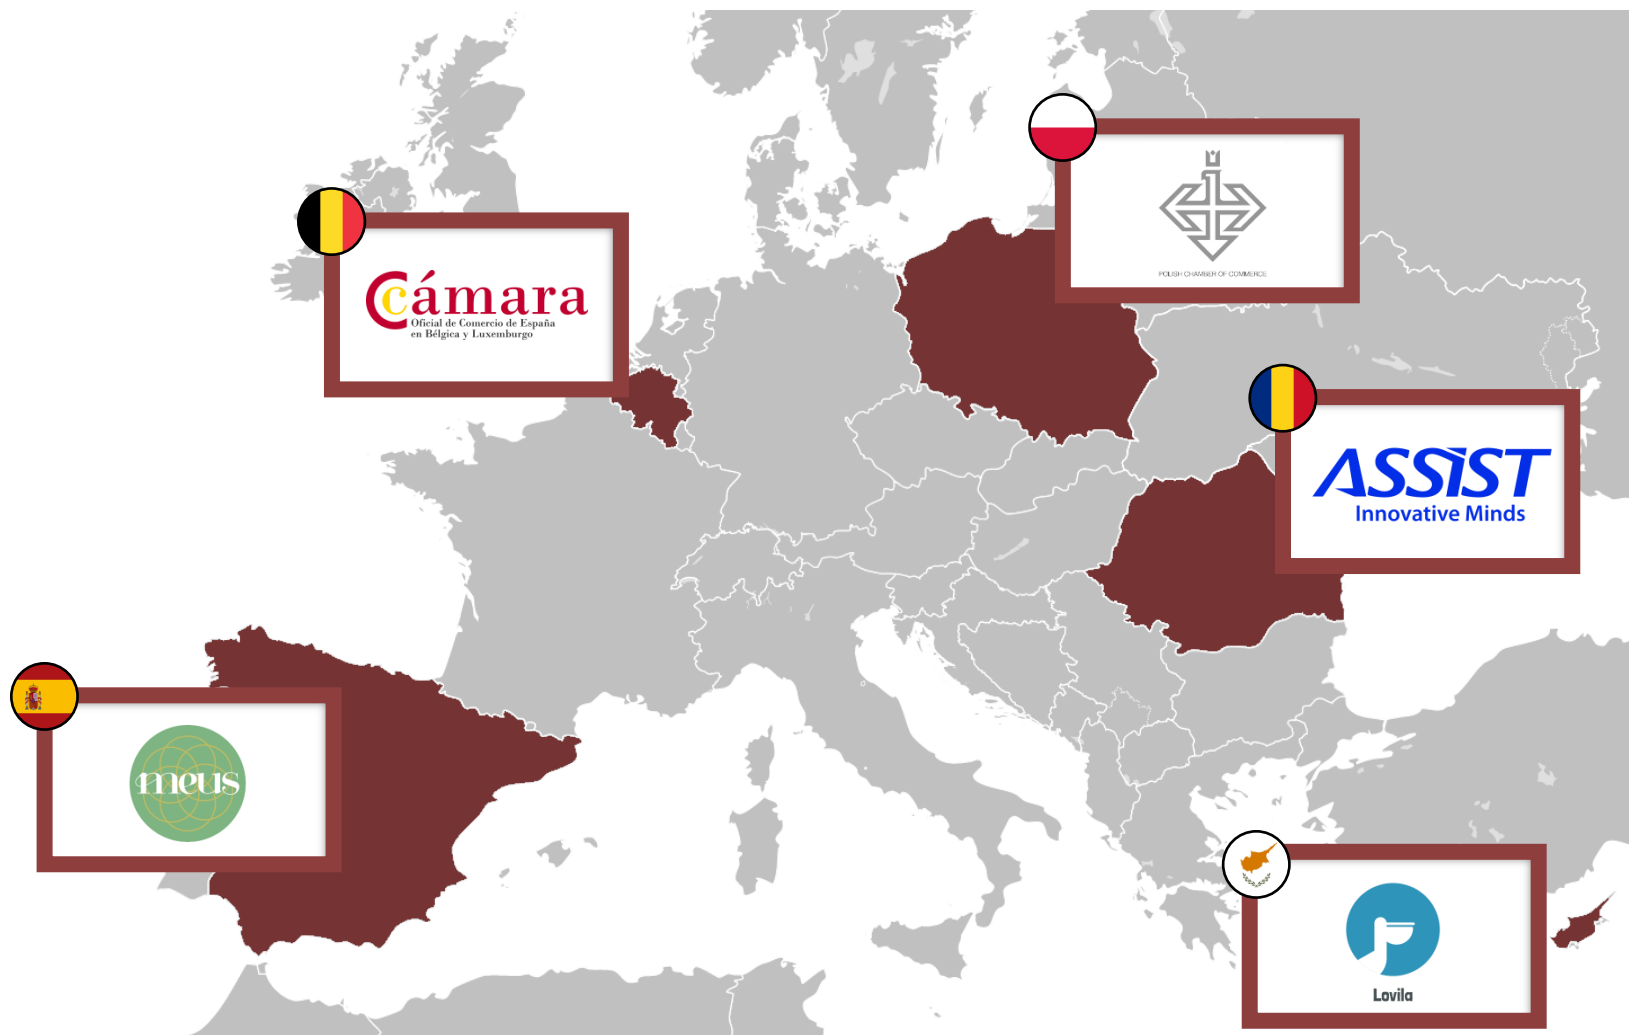 POLISH CHAMBER OF COMMERCE
Cámara
Oficial de Comercio de España
en Bélgica y Luxemburgo
ASSIST
Innovative Minds
meus
Lovila